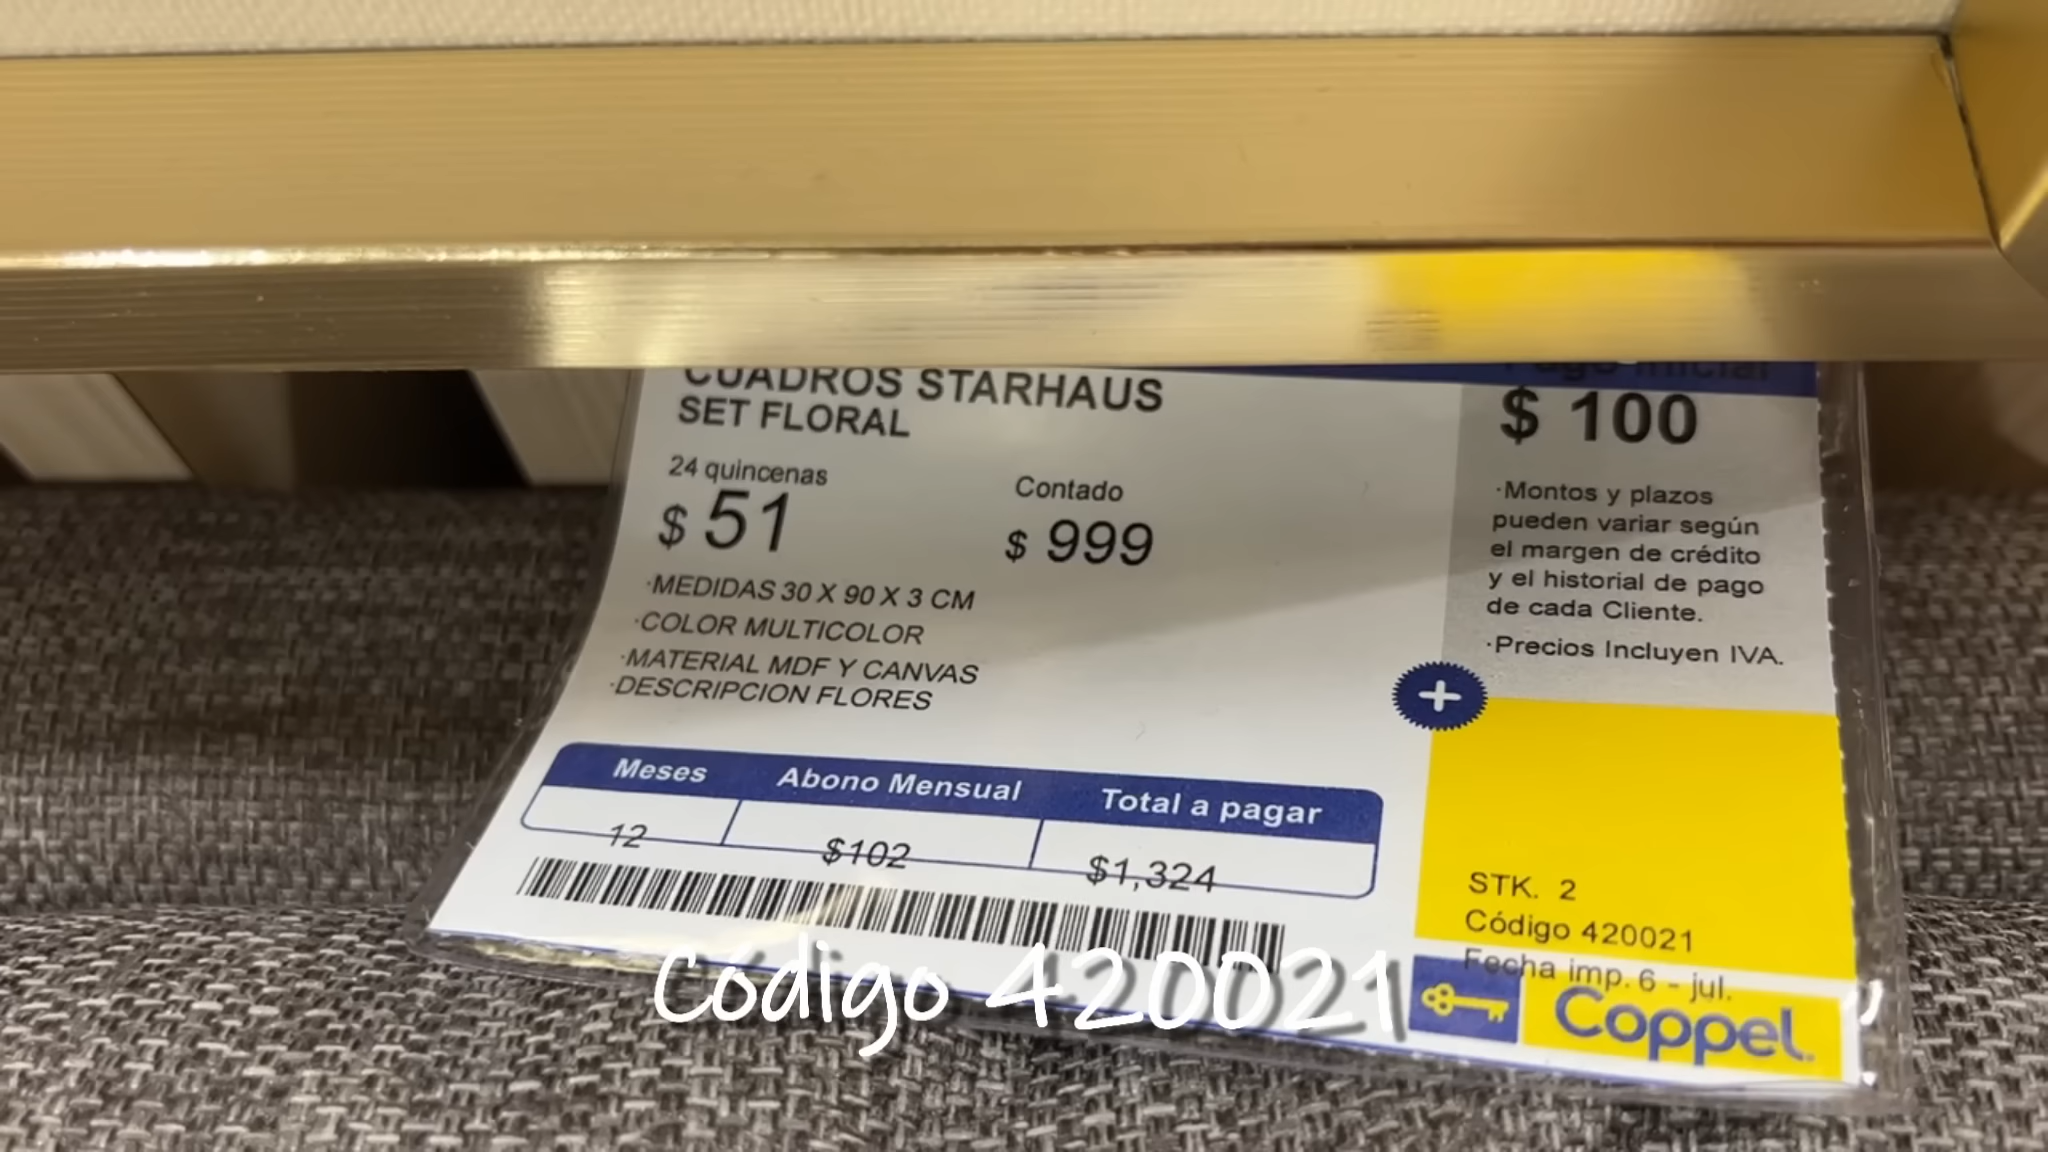 CUADROS STARHAUS
SET FLORAL
24 quincenas
$ 51
Contado
$ 999
·MEDIDAS 30 X 90 X 3 CM
·COLOR MULTICOLOR
·MATERIAL MDF Y CANVAS
·DESCRIPCION FLORES
Meses Abono Mensual Total a pagar
12 $102 $1,324
Pago Inicial
$ 100
·Montos y plazos
pueden variar según
el margen de crédito
y el historial de pago
de cada Cliente.
·Precios Incluyen IVA.
+
STK. 2
Código 420021
Fecha imp. 6 - jul.
Coppel.
Código 420021